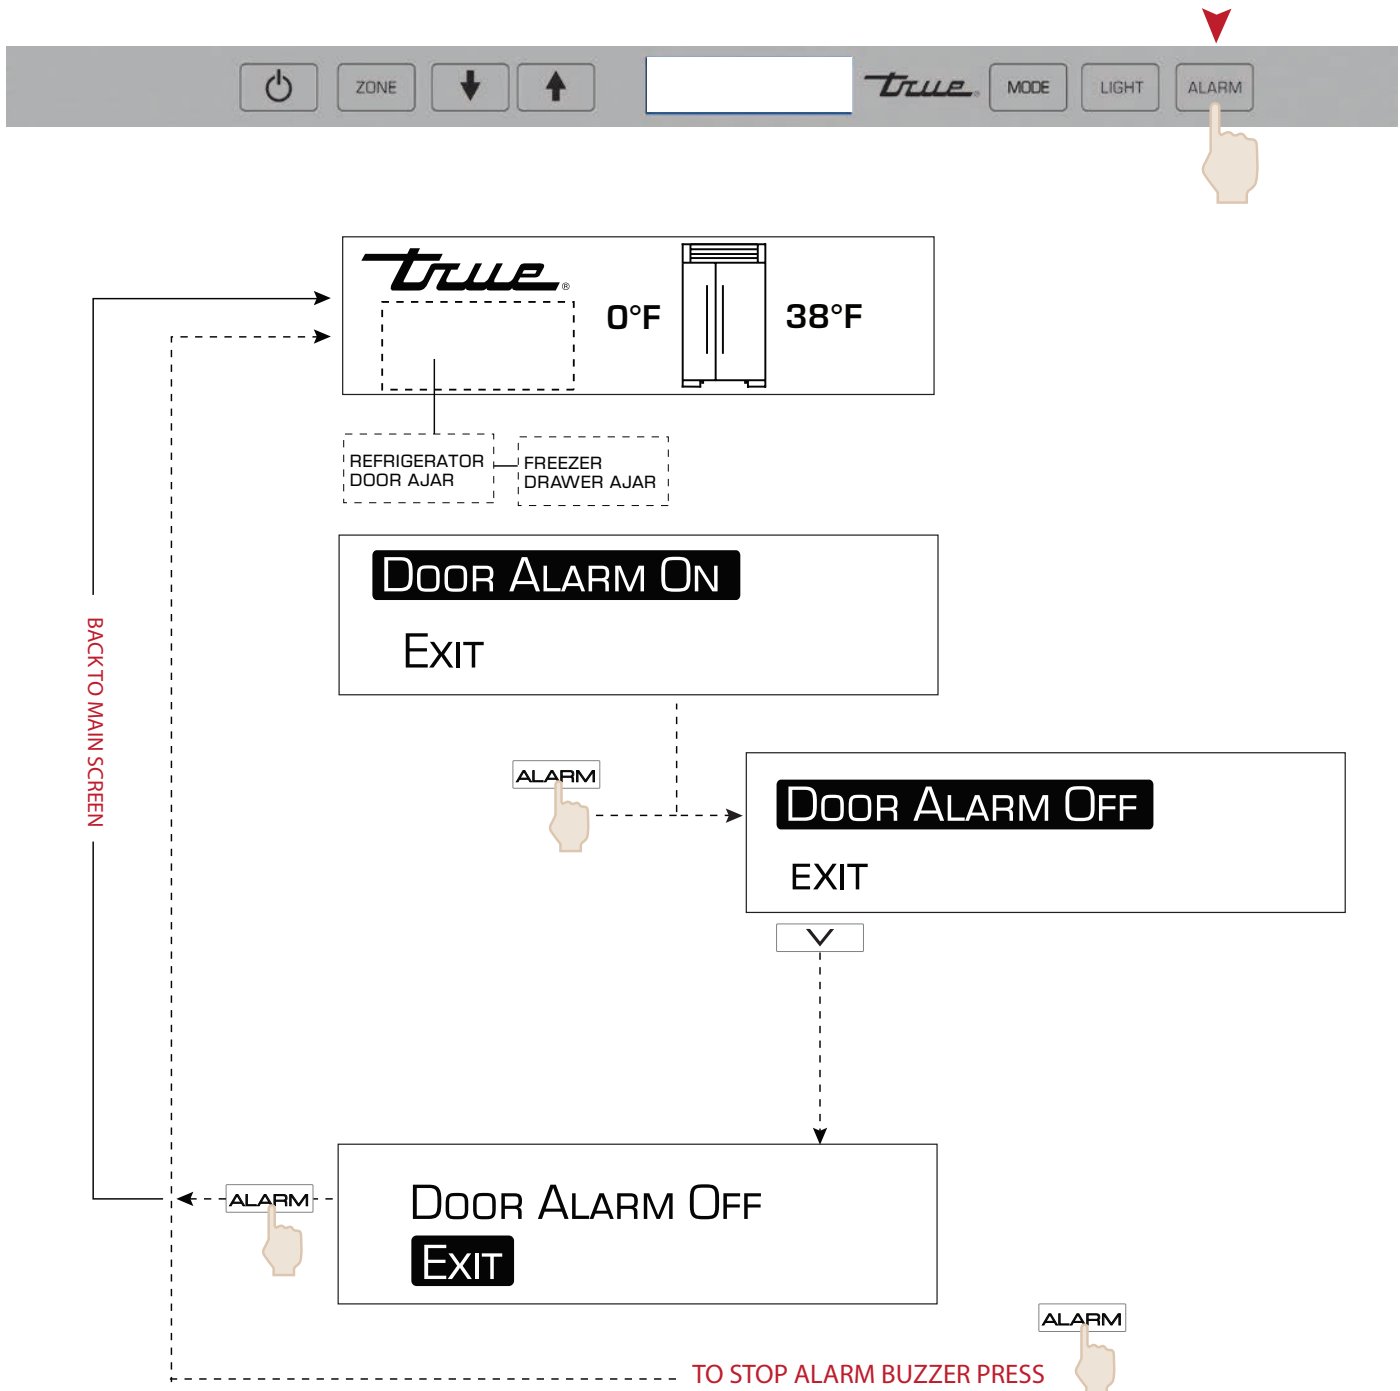 ZONE
true®
MODE
LIGHT
ALARM
true®
0°F
38°F
REFRIGERATOR
DOOR AJAR
FREEZER
DRAWER AJAR
DOOR ALARM ON
EXIT
BACK TO MAIN SCREEN
ALARM
DOOR ALARM OFF
EXIT
ALARM
DOOR ALARM OFF
EXIT
ALARM
TO STOP ALARM BUZZER PRESS